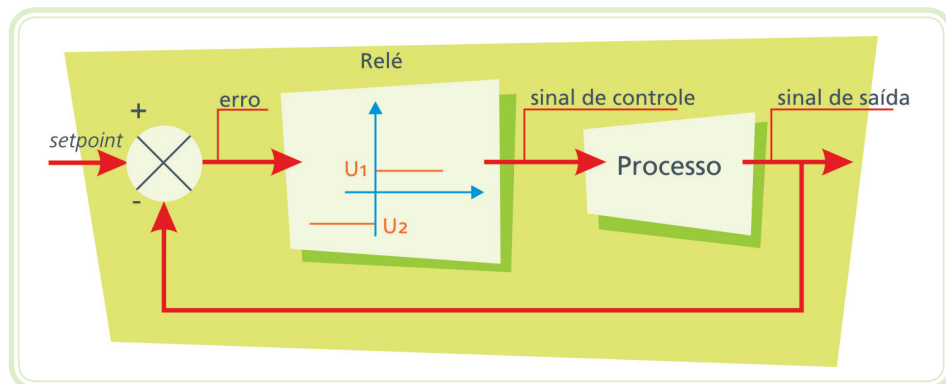 Relé
+
erro
sinal de controle
sinal de saída
setpoint
U1
Processo
-
U2